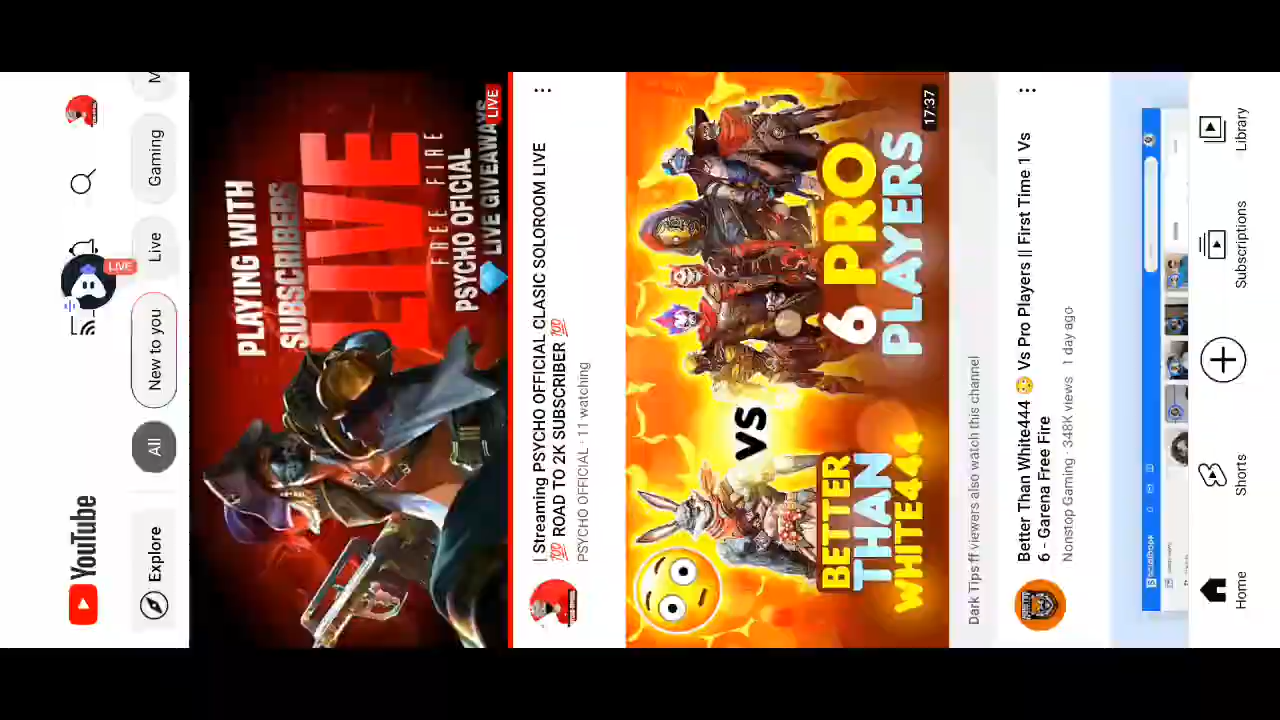 YouTube
LIVE
Explore
All
New to you
Live
Gaming
M
PLAYING WITH
SUBSCRIBERS
LIVE
FREE FIRE
PSYCHO OFICIAL
LIVE GIVEAWAYS
LIVE
| Streaming PSYCHO OFFICIAL CLASIC SOLOROOM LIVE
💯 ROAD TO 2K SUBSCRIBER 💯
PSYCHO OFFICIAL · 11 watching
BETTER
THAN
WHITE444
VS
6 PRO
PLAYERS
17:37
Dark Tips ff viewers also watch this channel
Better Than White444 😳 Vs Pro Players || First Time 1 Vs
6 - Garena Free Fire
Nonstop Gaming · 348K views · 1 day ago
Home
Shorts
Subscriptions
Library